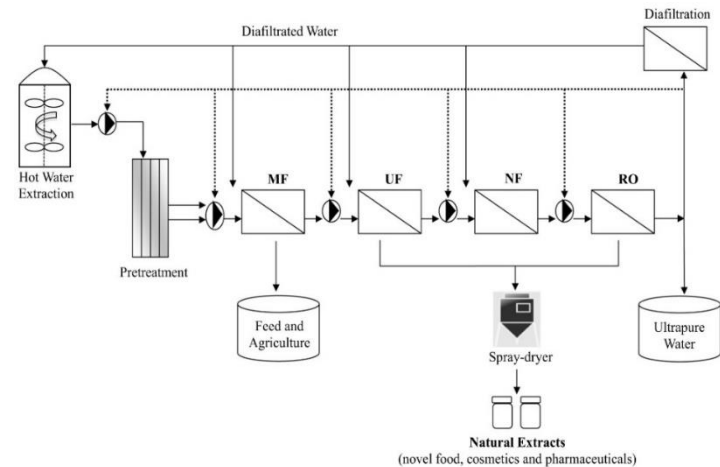 Diafiltration
Diafiltrated Water
Hot Water
Extraction
MF
UF
NF
RO
Pretreatment
Feed and
Agriculture
Spray-dryer
Ultrapure
Water
Natural Extracts
(novel food, cosmetics and pharmaceuticals)